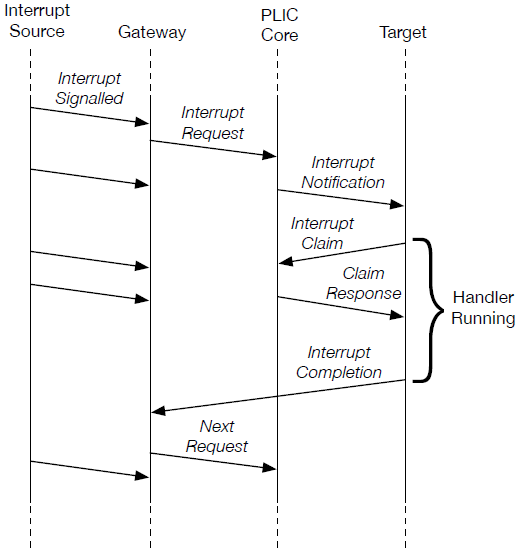 Interrupt
Source
Gateway
PLIC
Core
Target
Interrupt
Signalled
Interrupt
Request
Interrupt
Notification
Interrupt
Claim
Claim
Response
Handler
Running
Interrupt
Completion
Next
Request